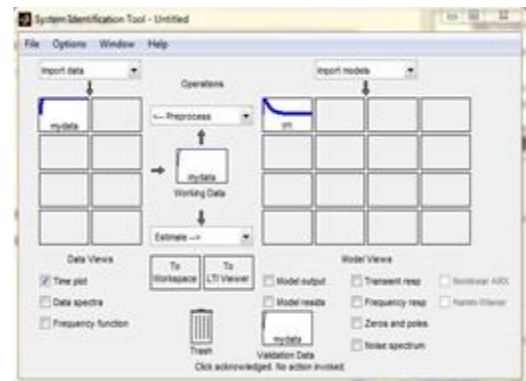 System Identification Tool - Untitled
File Options Window Help
Import data
Operations
Import models
mydata
<-- Preprocess
mydata
Working Data
Estimate -->
Data Views
To Workspace
To LTI Viewer
Model Views
Time plot
Data spectra
Frequency function
Model output
Model resids
Transient resp
Frequency resp
Zeros and poles
Noise spectrum
Nonlinear ARX
Hamm-Wiener
Trash
mydata
Validation Data
Click acknowledged. No action invoked.